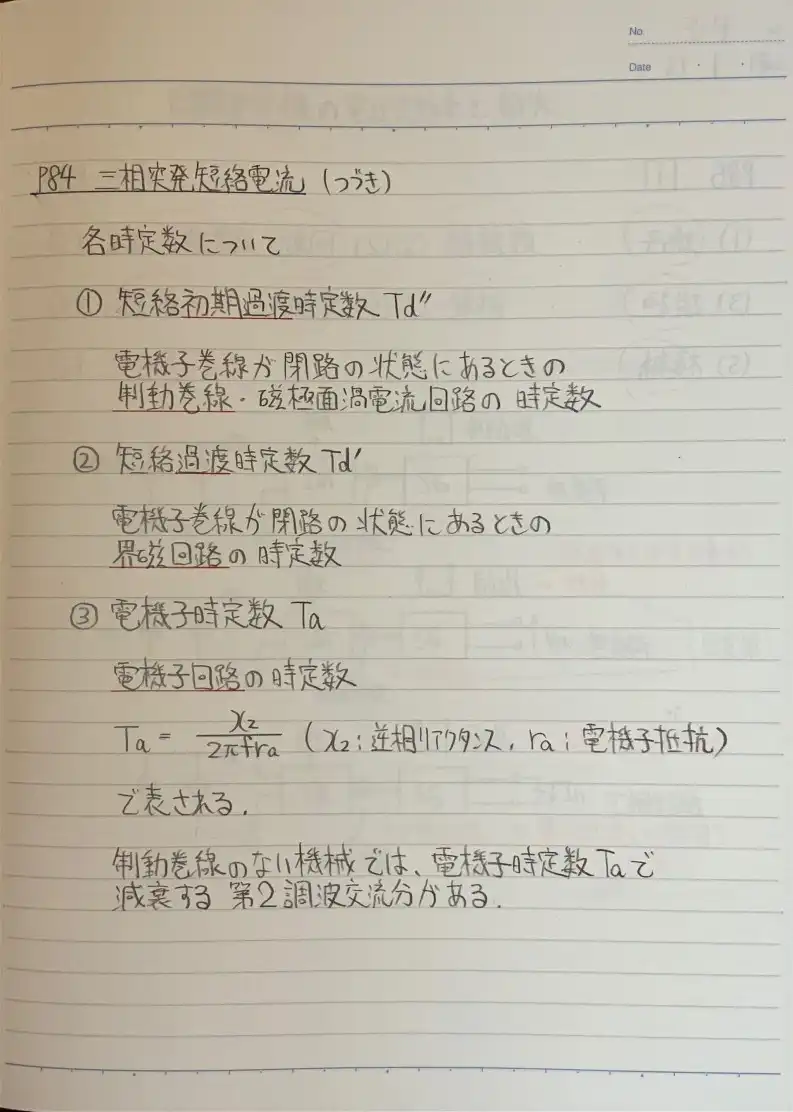 No.
Date
P84 三相突発短絡電流 (つづき)
各時定数について
① 短絡初期過渡時定数 Td″
電機子巻線が閉路の状態にあるときの
制動巻線・磁極面渦電流回路の時定数
② 短絡過渡時定数 Td′
電機子巻線が閉路の状態にあるときの
界磁回路の時定数
③ 電機子時定数 Ta
電機子回路の時定数
Ta = x₂/2πfra (x₂ : 逆相リアクタンス, ra : 電機子抵抗)
で表される.
制動巻線のない機械では、電機子時定数 Taで
減衰する 第2調波交流分がある.